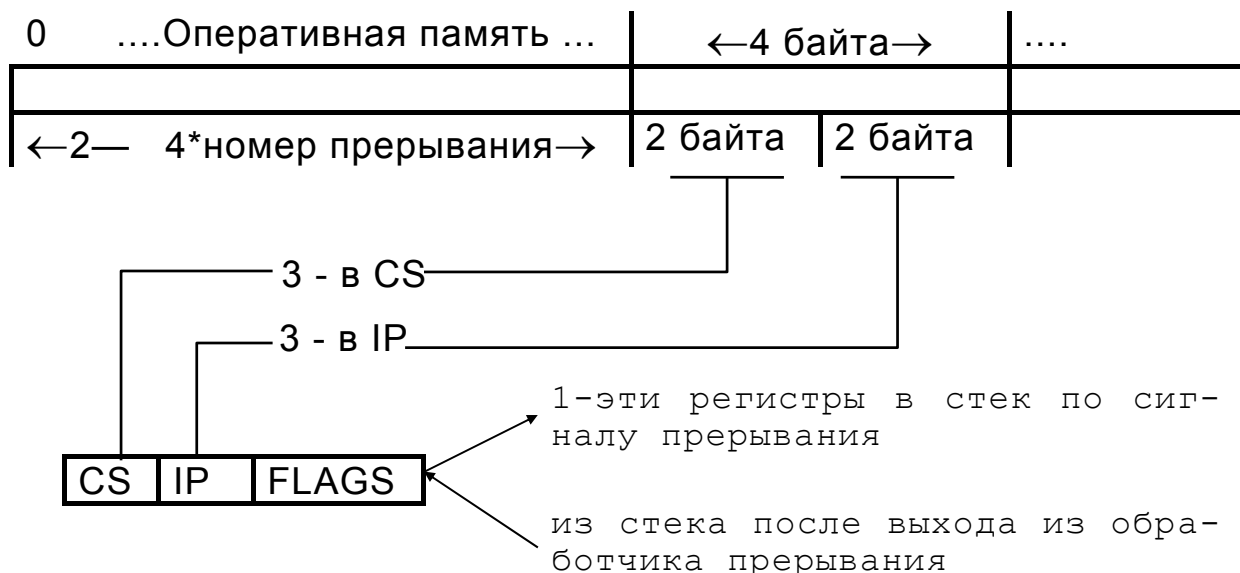 0 ....Оперативная память ... ←4 байта→ ....
←2— 4*номер прерывания→ 2 байта 2 байта
3 - в CS
3 - в IP
1-эти регистры в стек по сиг-
налу прерывания
CS IP FLAGS
из стека после выхода из обра-
ботчика прерывания